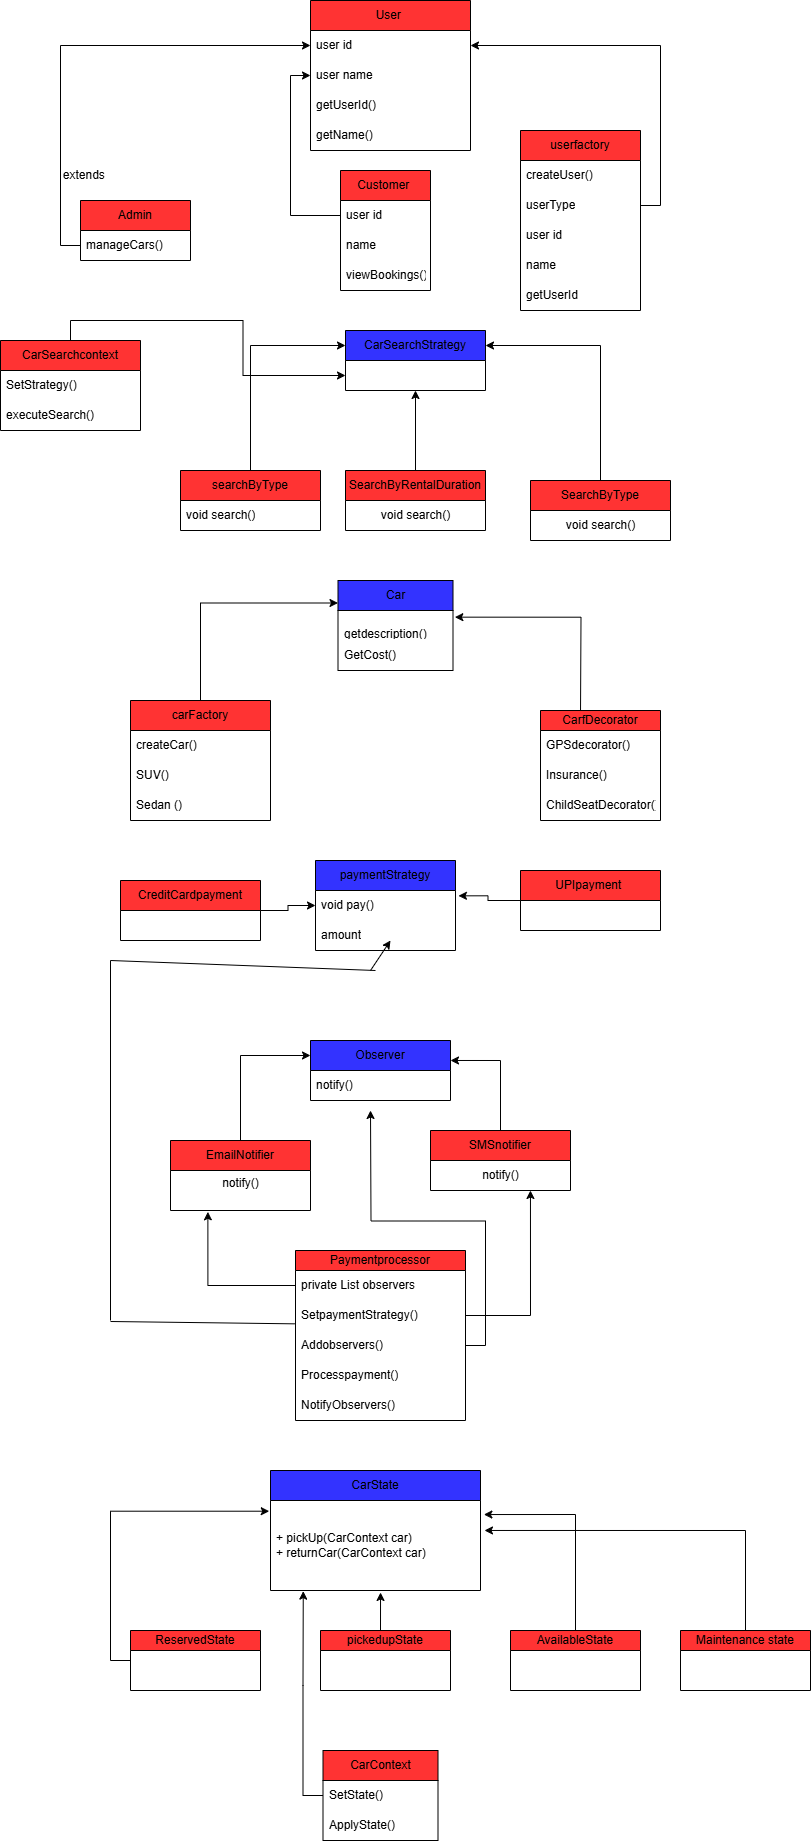 User
user id
user name
getUserId()
getName()
userfactory
createUser()
userType
user id
name
getUserId
extends
Customer
user id
name
viewBookings()
Admin
manageCars()
CarSearchcontext
SetStrategy()
executeSearch()
CarSearchStrategy
searchByType
void search()
SearchByRentalDuration
void search()
SearchByType
void search()
Car
getdescription()
GetCost()
carFactory
createCar()
SUV()
Sedan ()
CarfDecorator
GPSdecorator()
Insurance()
ChildSeatDecorator(
CreditCardpayment
paymentStrategy
void pay()
amount
UPIpayment
Observer
notify()
EmailNotifier
notify()
SMSnotifier
notify()
Paymentprocessor
private List observers
SetpaymentStrategy()
Addobservers()
Processpayment()
NotifyObservers()
CarState
+ pickUp(CarContext car)
+ returnCar(CarContext car)
ReservedState
pickedupState
AvailableState
Maintenance state
CarContext
SetState()
ApplyState()